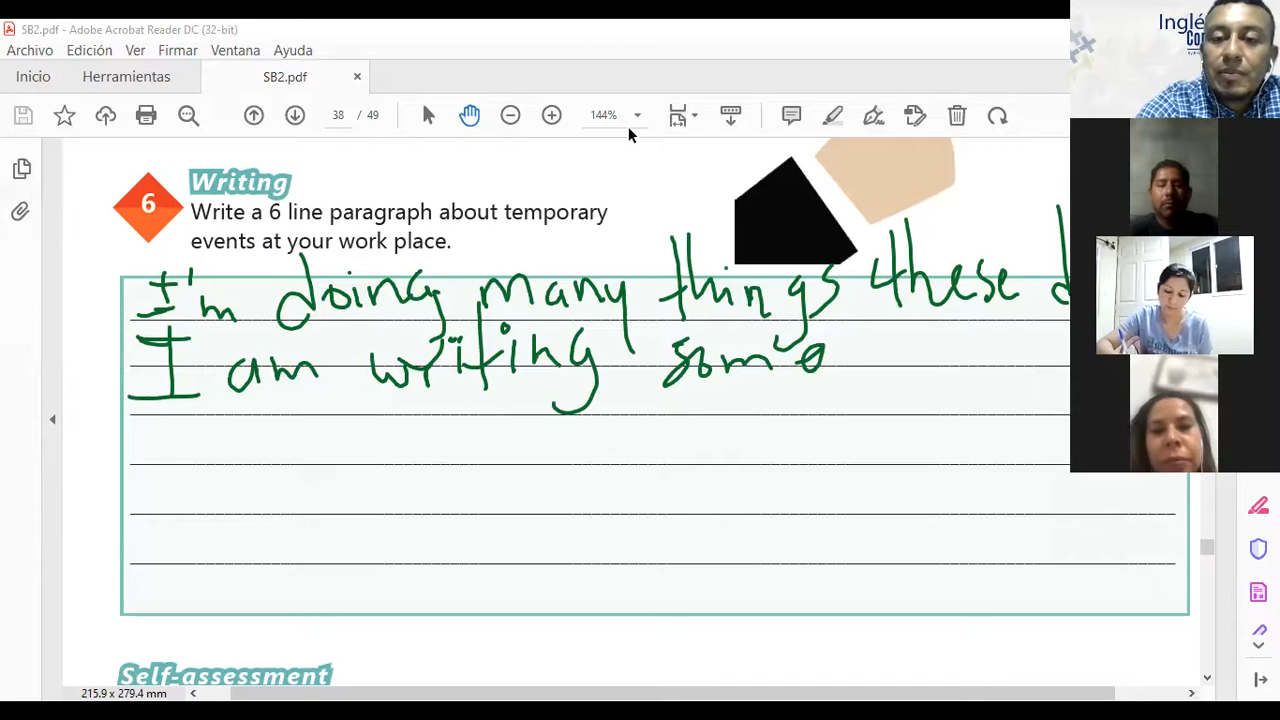 SB2.pdf - Adobe Acrobat Reader DC (32-bit)
Archivo Edición Ver Firmar Ventana Ayuda
Inicio Herramientas SB2.pdf ×
38 / 49 144%
Inglé
Con
6 Writing
Write a 6 line paragraph about temporary
events at your work place.
I'm doing many things these d
I am writing some
Self-assessment
215.9 x 279.4 mm